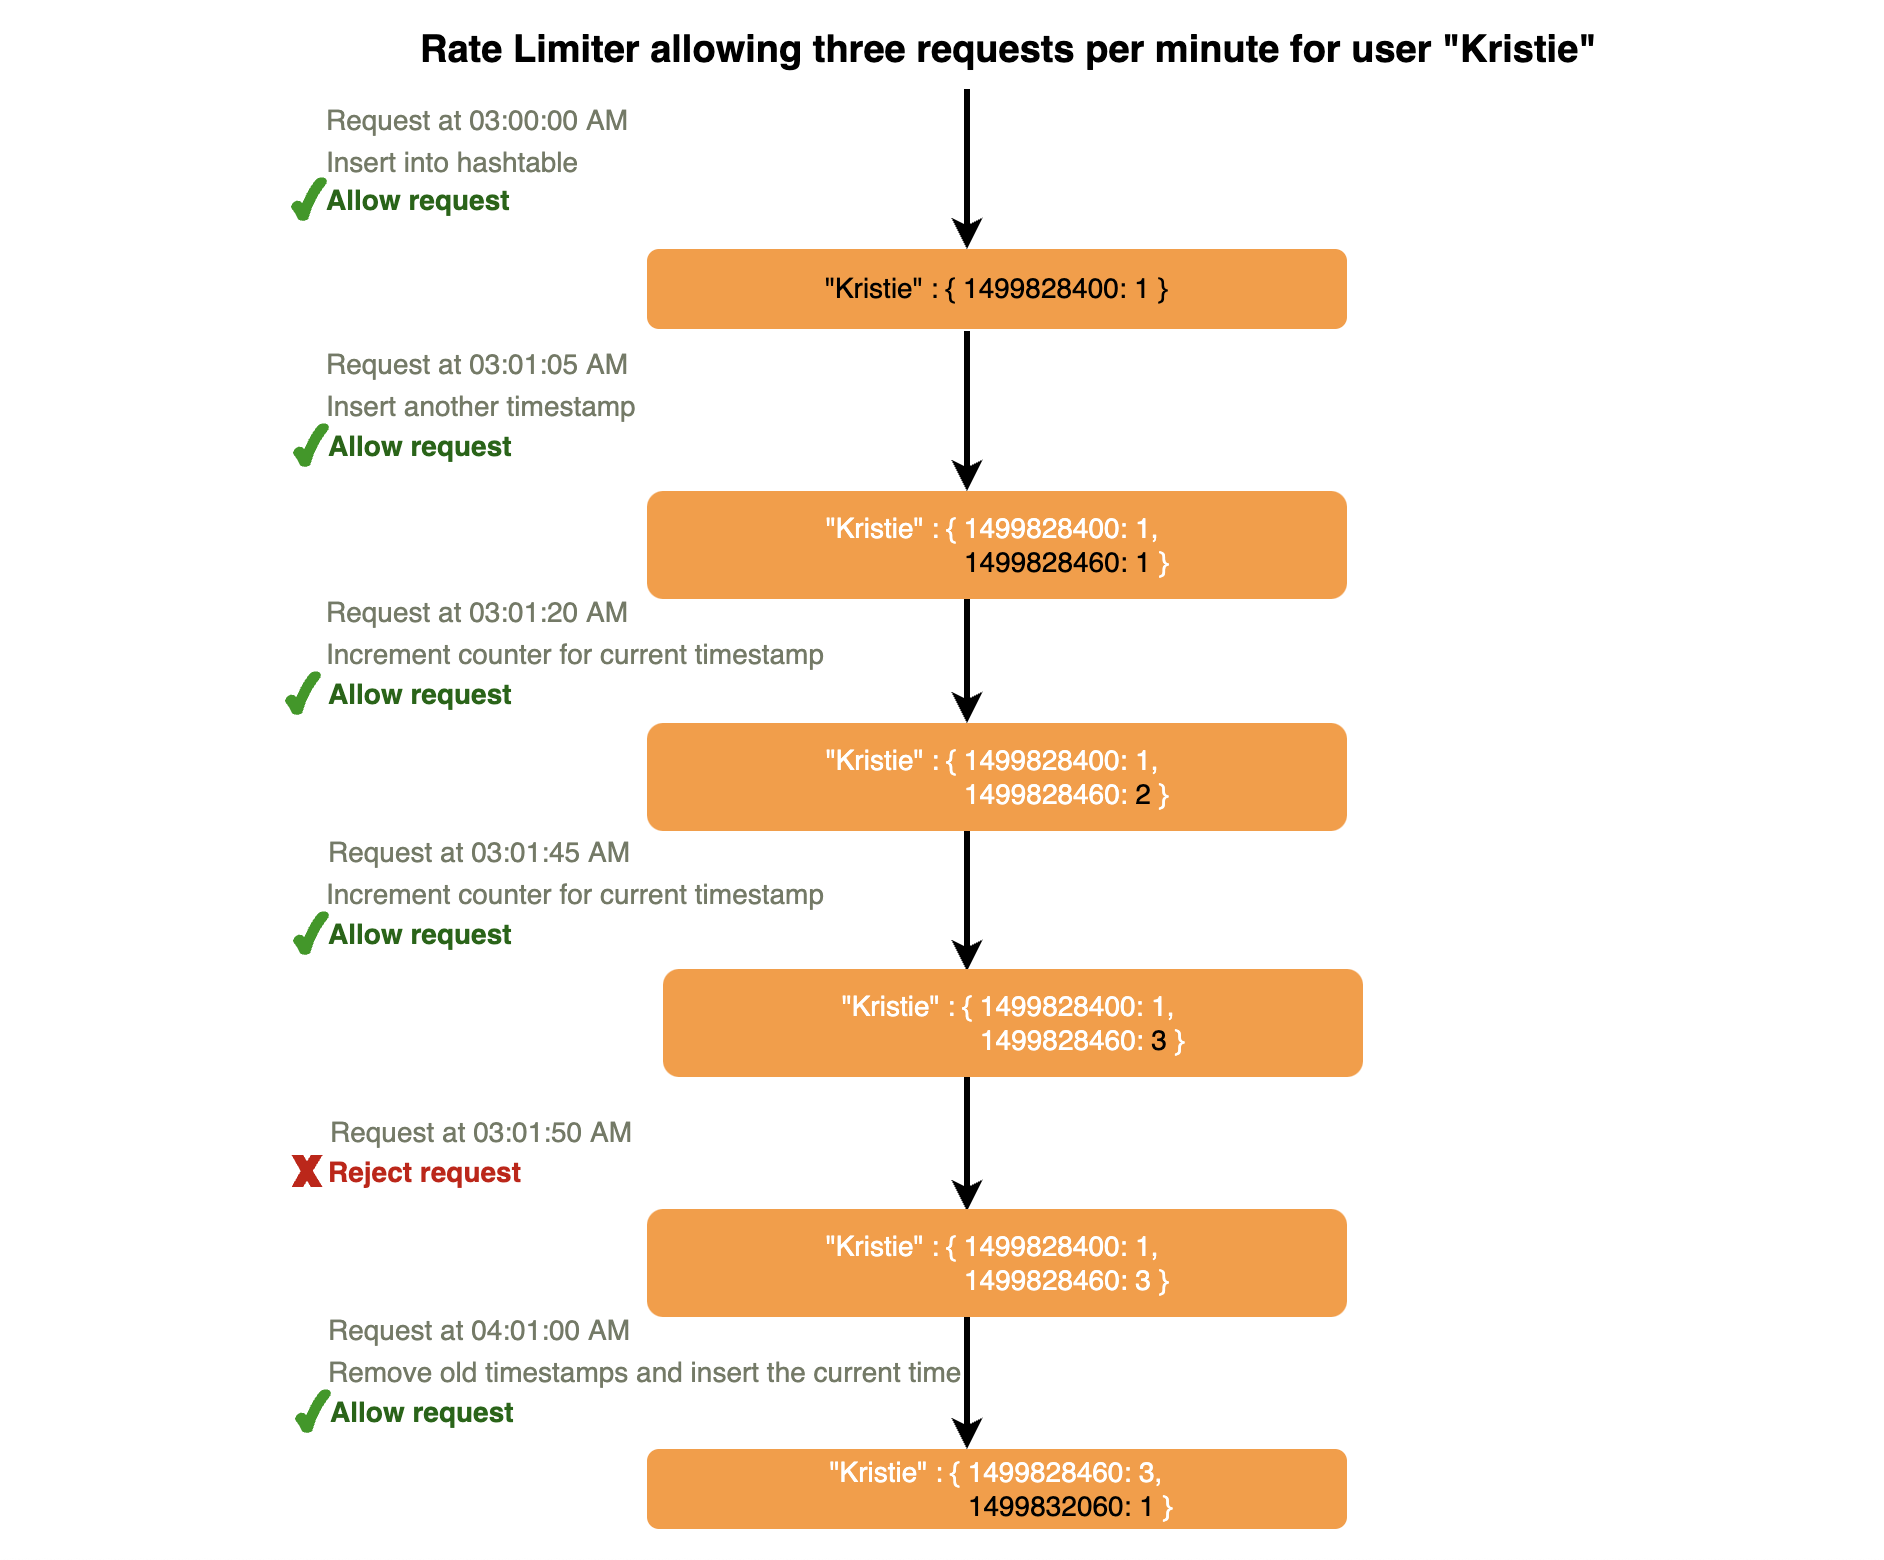 Rate Limiter allowing three requests per minute for user "Kristie"
Request at 03:00:00 AM
Insert into hashtable
Allow request
"Kristie" : { 1499828400: 1 }
Request at 03:01:05 AM
Insert another timestamp
Allow request
"Kristie" : { 1499828400: 1,
1499828460: 1 }
Request at 03:01:20 AM
Increment counter for current timestamp
Allow request
"Kristie" : { 1499828400: 1,
1499828460: 2 }
Request at 03:01:45 AM
Increment counter for current timestamp
Allow request
"Kristie" : { 1499828400: 1,
1499828460: 3 }
Request at 03:01:50 AM
Reject request
"Kristie" : { 1499828400: 1,
1499828460: 3 }
Request at 04:01:00 AM
Remove old timestamps and insert the current time
Allow request
"Kristie" : { 1499828460: 3,
1499832060: 1 }